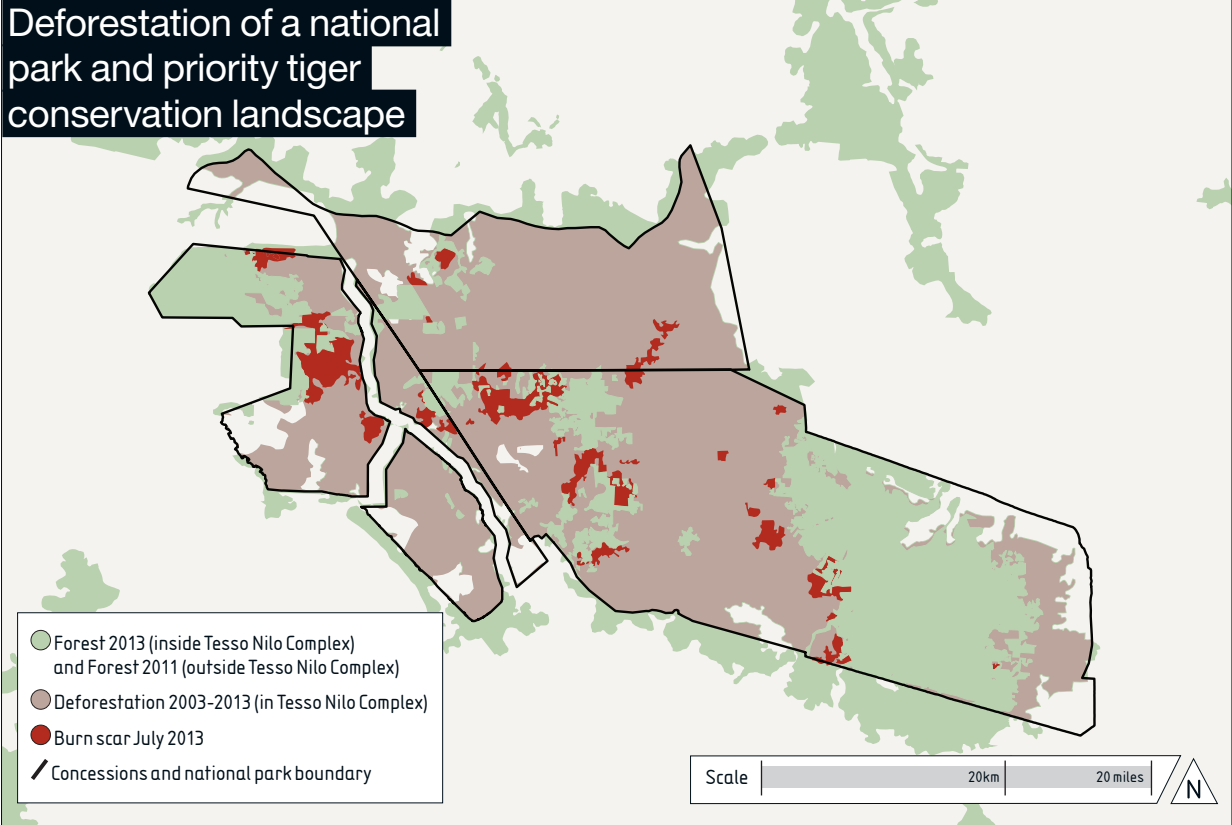 Deforestation of a national
park and priority tiger
conservation landscape
Forest 2013 (inside Tesso Nilo Complex)
and Forest 2011 (outside Tesso Nilo Complex)
Deforestation 2003-2013 (in Tesso Nilo Complex)
Burn scar July 2013
Concessions and national park boundary
Scale
20km
20 miles
N